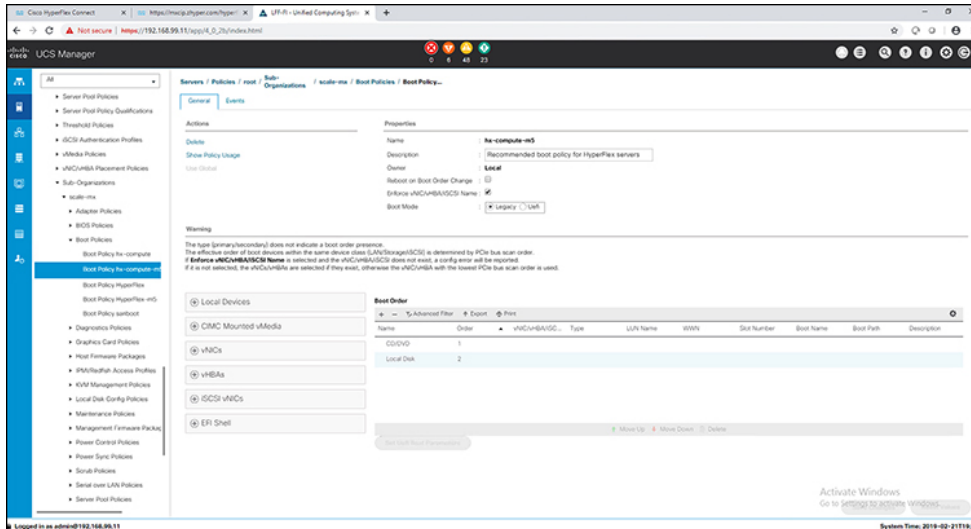 Cisco HyperFlex Connect
UFF-FI - Unified Computing Syste
Not secure | https://192.168.99.11/app/4_0_2b/index.html
cisco UCS Manager
0 6 48 23
All
Server Pool Policies
Server Pool Policy Qualifications
Threshold Policies
iSCSI Authentication Profiles
vMedia Policies
vNIC/vHBA Placement Policies
Sub-Organizations
scale-mx
Adapter Policies
BIOS Policies
Boot Policies
Boot Policy hx-compute
Boot Policy hx-compute-m5
Boot Policy HyperFlex
Boot Policy HyperFlex-m5
Boot Policy sanboot
Diagnostics Policies
Graphics Card Policies
Host Firmware Packages
IPMI/Redfish Access Profiles
KVM Management Policies
Local Disk Config Policies
Maintenance Policies
Management Firmware Packag
Power Control Policies
Power Sync Policies
Scrub Policies
Serial over LAN Policies
Server Pool Policies
Servers / Policies / root / Sub-Organizations / scale-mx / Boot Policies / Boot Policy...
General Events
Actions
Delete
Show Policy Usage
Use Global
Properties
Name : hx-compute-m5
Description : Recommended boot policy for HyperFlex servers
Owner : Local
Reboot on Boot Order Change :
Enforce vNIC/vHBA/iSCSI Name :
Boot Mode : Legacy Uefi
Warning
The type (primary/secondary) does not indicate a boot order presence.
The effective order of boot devices within the same device class (LAN/Storage/iSCSI) is determined by PCIe bus scan order.
If Enforce vNIC/vHBA/iSCSI Name is selected and the vNIC/vHBA/iSCSI does not exist, a config error will be reported.
If it is not selected, the vNICs/vHBAs are selected if they exist, otherwise the vNIC/vHBA with the lowest PCIe bus scan order is used.
Local Devices
CIMC Mounted vMedia
vNICs
vHBAs
iSCSI vNICs
EFI Shell
Boot Order
+ − Advanced Filter Export Print
Name Order vNIC/vHBA/iSC... Type LUN Name WWN Slot Number Boot Name Boot Path Description
CD/DVD 1
Local Disk 2
Move Up Move Down Delete
Set Uefi Boot Parameters
Activate Windows
Go to Settings to activate Windows.
Logged in as admin@192.168.99.11
System Time: 2019-02-21T19: